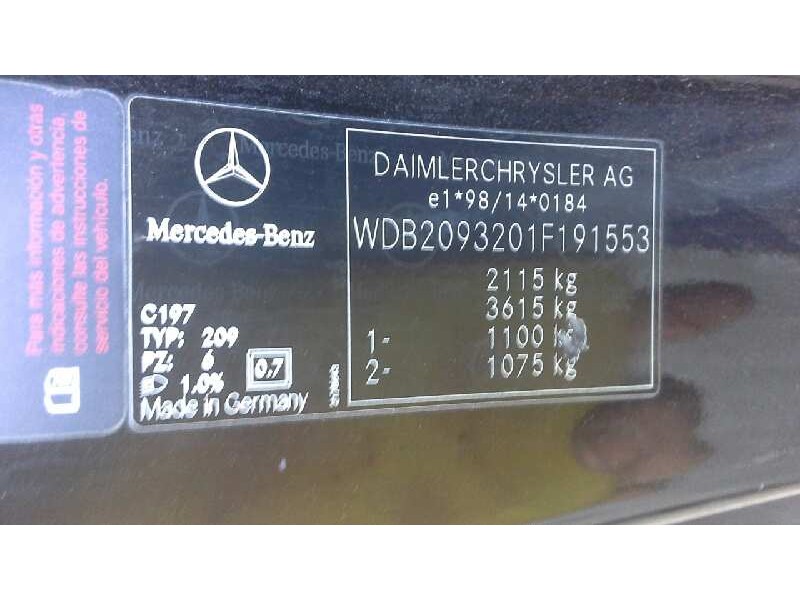 Para más información y otras
indicaciones de advertencia,
consulte las instrucciones de
servicio del vehículo.
Mercedes-Benz
C197
TYP: 209
PZ: 6
1.0%
0,7
Made in Germany
DAIMLERCHRYSLER AG
e1*98/14*0184
WDB2093201F191553
2115 kg
3615 kg
1- 1100 kg
2- 1075 kg